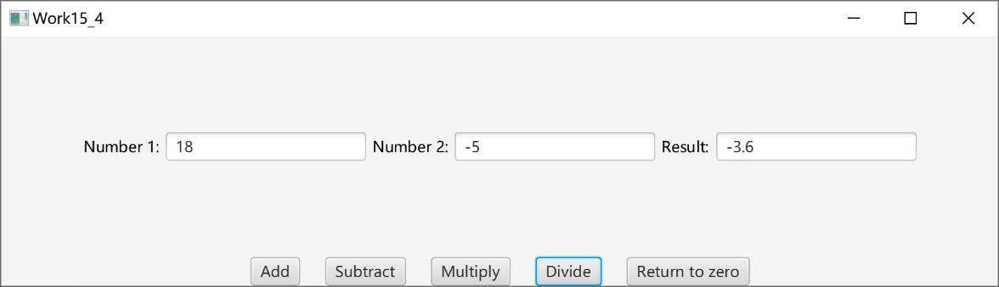 Work15_4
Number 1: 18 Number 2: -5 Result: -3.6
Add Subtract Multiply Divide Return to zero